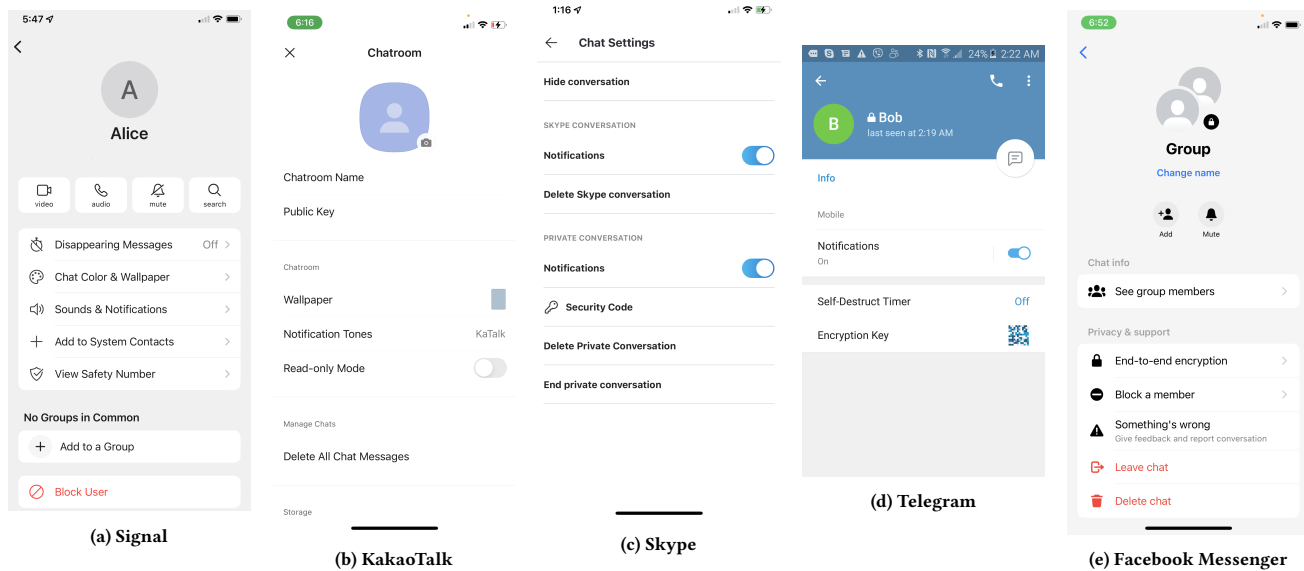 5:47
A
Alice
video
audio
mute
search
Disappearing Messages Off
Chat Color & Wallpaper
Sounds & Notifications
Add to System Contacts
View Safety Number
No Groups in Common
Add to a Group
Block User
(a) Signal
6:16
Chatroom
Chatroom Name
Public Key
Chatroom
Wallpaper
Notification Tones KaTalk
Read-only Mode
Manage Chats
Delete All Chat Messages
Storage
(b) KakaoTalk
1:16
Chat Settings
Hide conversation
SKYPE CONVERSATION
Notifications
Delete Skype conversation
PRIVATE CONVERSATION
Notifications
Security Code
Delete Private Conversation
End private conversation
(c) Skype
24% 2:22 AM
B
Bob
last seen at 2:19 AM
Info
Mobile
Notifications
On
Self-Destruct Timer Off
Encryption Key
(d) Telegram
6:52
Group
Change name
Add
Mute
Chat info
See group members
Privacy & support
End-to-end encryption
Block a member
Something's wrong
Give feedback and report conversation
Leave chat
Delete chat
(e) Facebook Messenger